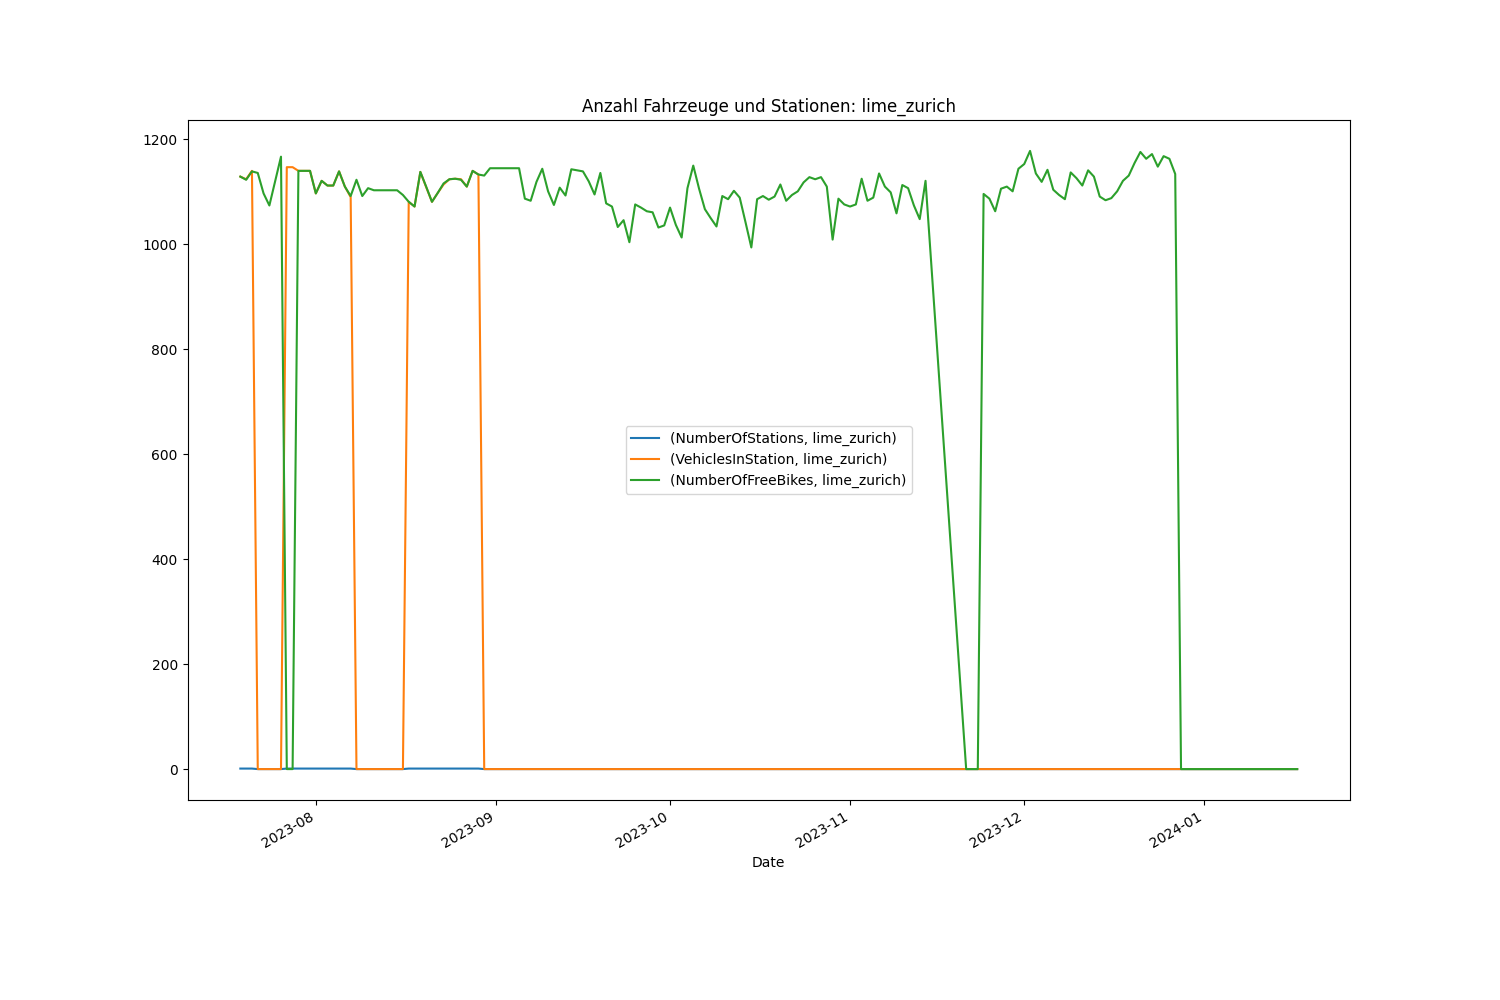 Anzahl Fahrzeuge und Stationen: lime_zurich
1200
1000
800
600
400
200
0
(NumberOfStations, lime_zurich)
(VehiclesInStation, lime_zurich)
(NumberOfFreeBikes, lime_zurich)
2023-08
2023-09
2023-10
2023-11
2023-12
2024-01
Date